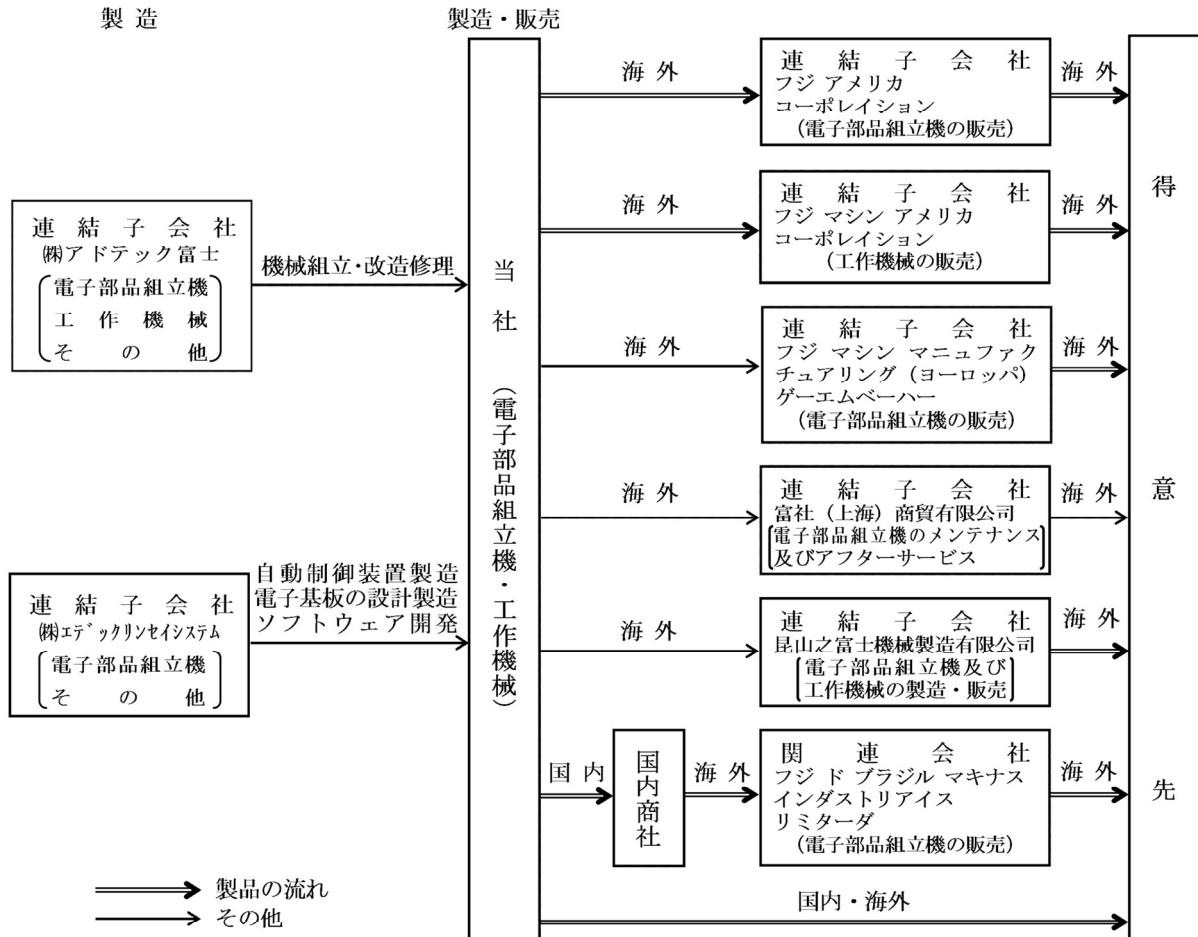 製造
製造・販売
連結子会社
㈱アドテック富士
電子部品組立機
工作機械
その他
機械組立・改造修理
連結子会社
㈱エデックリンセイシステム
電子部品組立機
その他
自動制御装置製造
電子基板の設計製造
ソフトウェア開発
当社 (電子部品組立機・工作機械)
海外
連結子会社
フジ アメリカ
コーポレイション
(電子部品組立機の販売)
海外
海外
連結子会社
フジ マシン アメリカ
コーポレイション
(工作機械の販売)
海外
海外
連結子会社
フジ マシン マニュファク
チュアリング (ヨーロッパ)
ゲーエムベーハー
(電子部品組立機の販売)
海外
海外
連結子会社
富社 (上海) 商貿有限公司
電子部品組立機のメンテナンス
及びアフターサービス
海外
海外
連結子会社
昆山之富士機械製造有限公司
電子部品組立機及び
工作機械の製造・販売
海外
国内
国内商社
海外
関連会社
フジ ド ブラジル マキナス
インダストリアイス
リミターダ
(電子部品組立機の販売)
海外
国内・海外
得意先
製品の流れ
その他